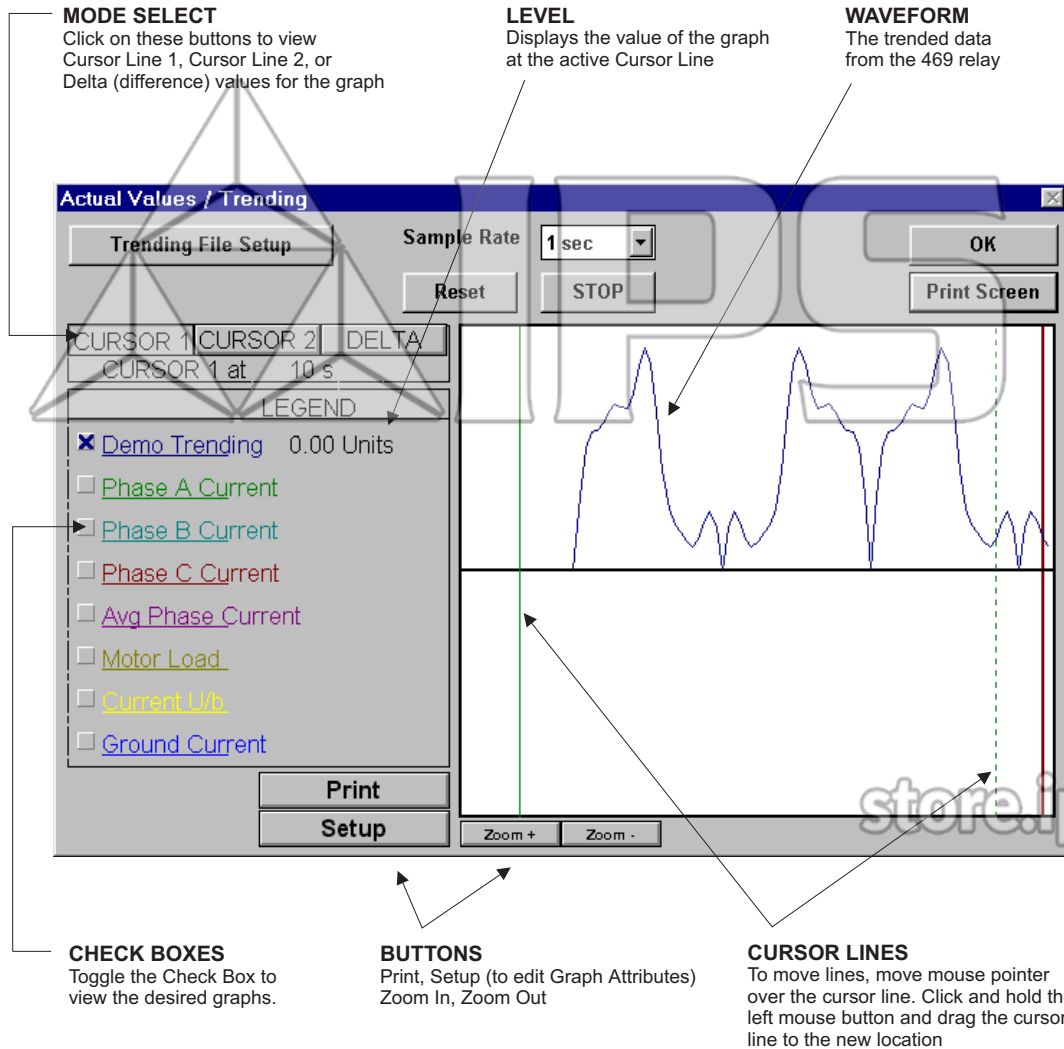 MODE SELECT
Click on these buttons to view
Cursor Line 1, Cursor Line 2, or
Delta (difference) values for the graph
LEVEL
Displays the value of the graph
at the active Cursor Line
WAVEFORM
The trended data
from the 469 relay
Actual Values / Trending
Trending File Setup
Sample Rate
1 sec
OK
Reset
STOP
Print Screen
CURSOR 1 CURSOR 2 DELTA
CURSOR 1 at 10 s
LEGEND
Demo Trending 0.00 Units
Phase A Current
Phase B Current
Phase C Current
Avg Phase Current
Motor Load
Current U/b
Ground Current
Print
Setup
Zoom +
Zoom -
IPS
store.ip
CHECK BOXES
Toggle the Check Box to
view the desired graphs.
BUTTONS
Print, Setup (to edit Graph Attributes)
Zoom In, Zoom Out
CURSOR LINES
To move lines, move mouse pointer
over the cursor line. Click and hold th
left mouse button and drag the cursor
line to the new location